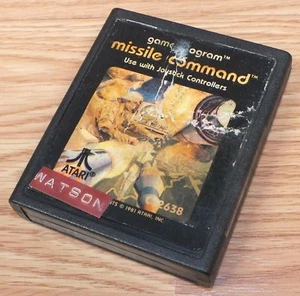 game program™
missile command™
Use with Joystick Controllers
ATARI®
2638
WATSON
© 1981 ATARI, INC.